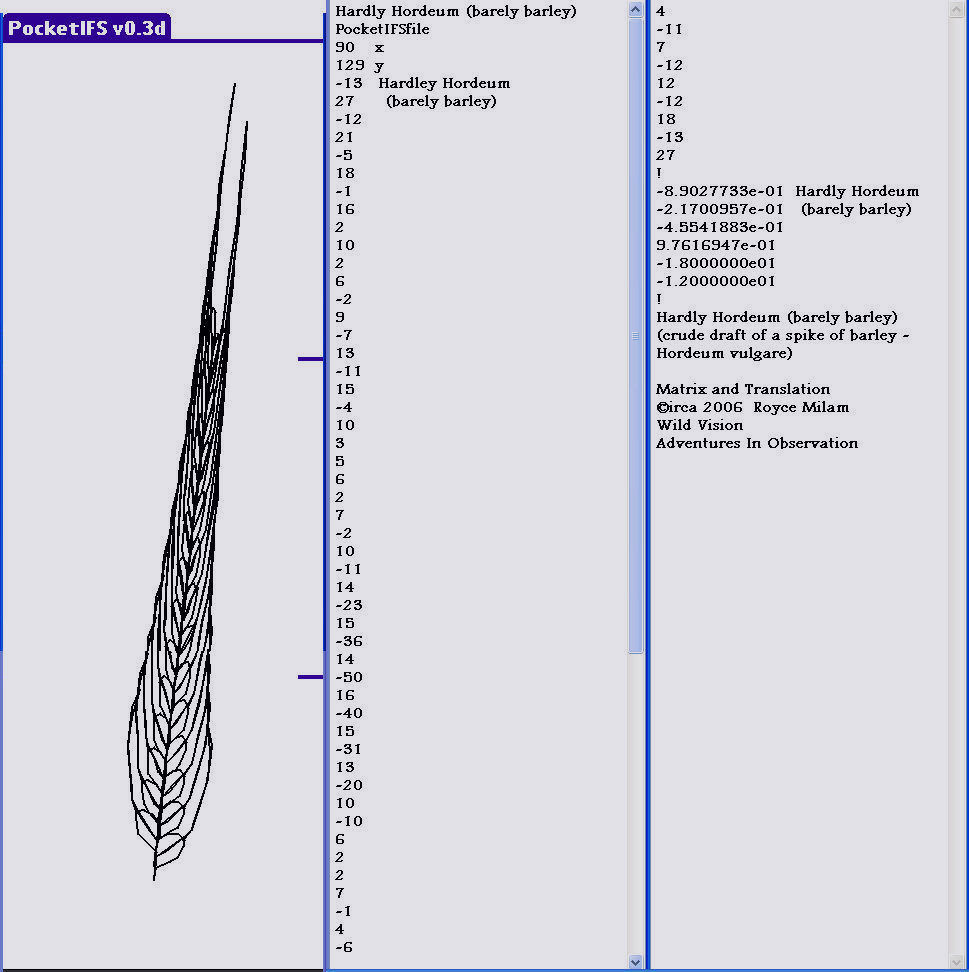 PocketIFS v0.3d
Hardly Hordeum (barely barley)
PocketIFSfile
90 x
129 y
-13 Hardley Hordeum
27 (barely barley)
-12
21
-5
18
-1
16
2
10
2
6
-2
9
-7
13
-11
15
-4
10
3
5
6
2
7
-2
10
-11
14
-23
15
-36
14
-50
16
-40
15
-31
13
-20
10
-10
6
2
2
7
-1
4
-6
4
-11
7
-12
12
-12
18
-13
27
!
-8.9027733e-01 Hardly Hordeum
-2.1700957e-01 (barely barley)
-4.5541883e-01
9.7616947e-01
-1.8000000e01
-1.2000000e01
!
Hardly Hordeum (barely barley)
(crude draft of a spike of barley -
Hordeum vulgare)
Matrix and Translation
©irca 2006 Royce Milam
Wild Vision
Adventures In Observation